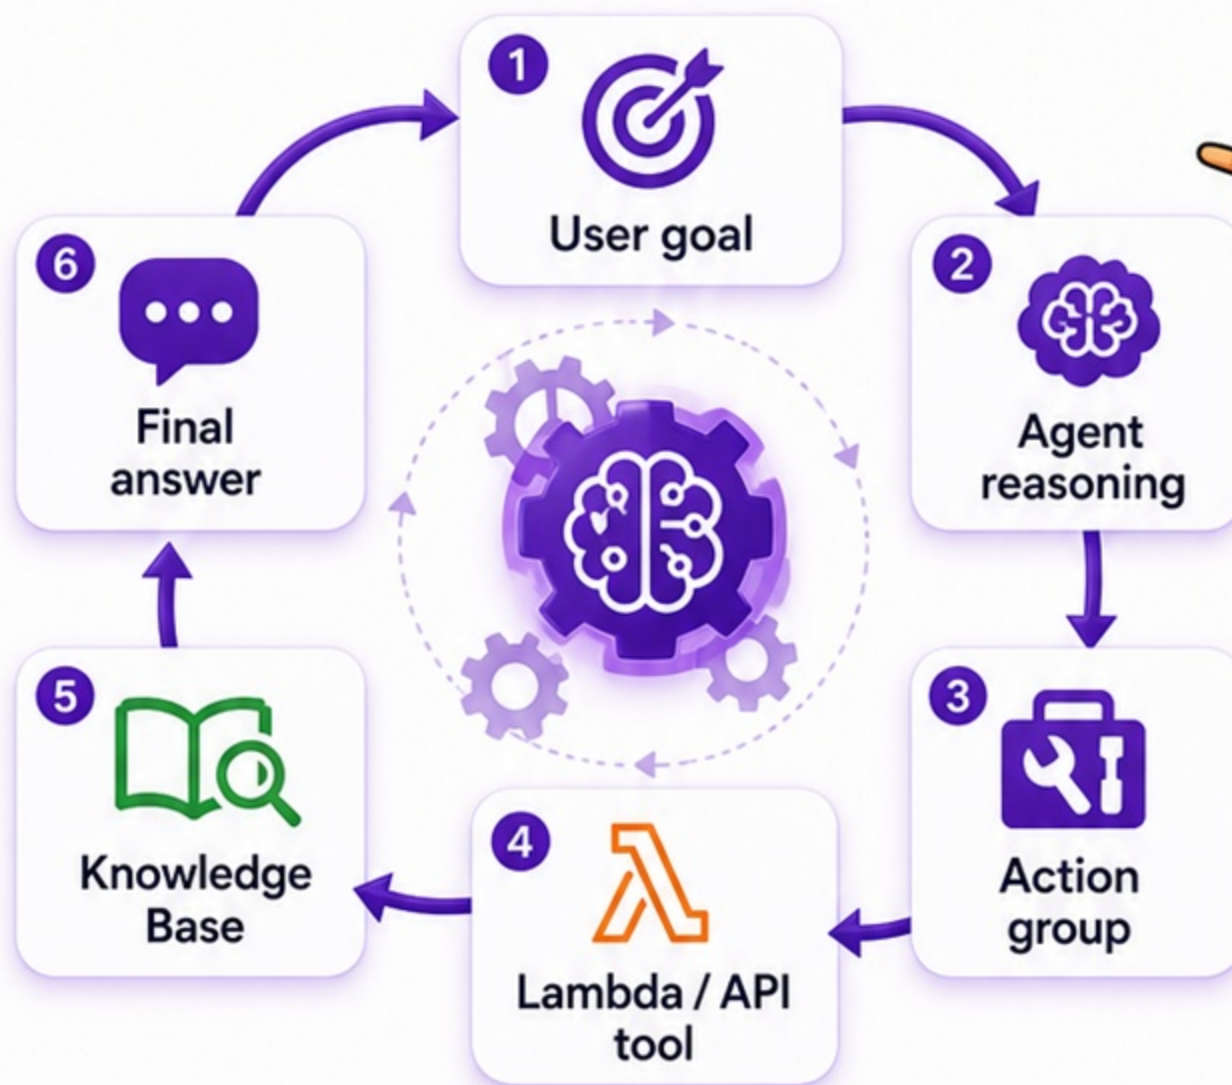 1
User goal
2
Agent
reasoning
3
Action
group
4
Lambda / API
tool
5
Knowledge
Base
6
Final
answer